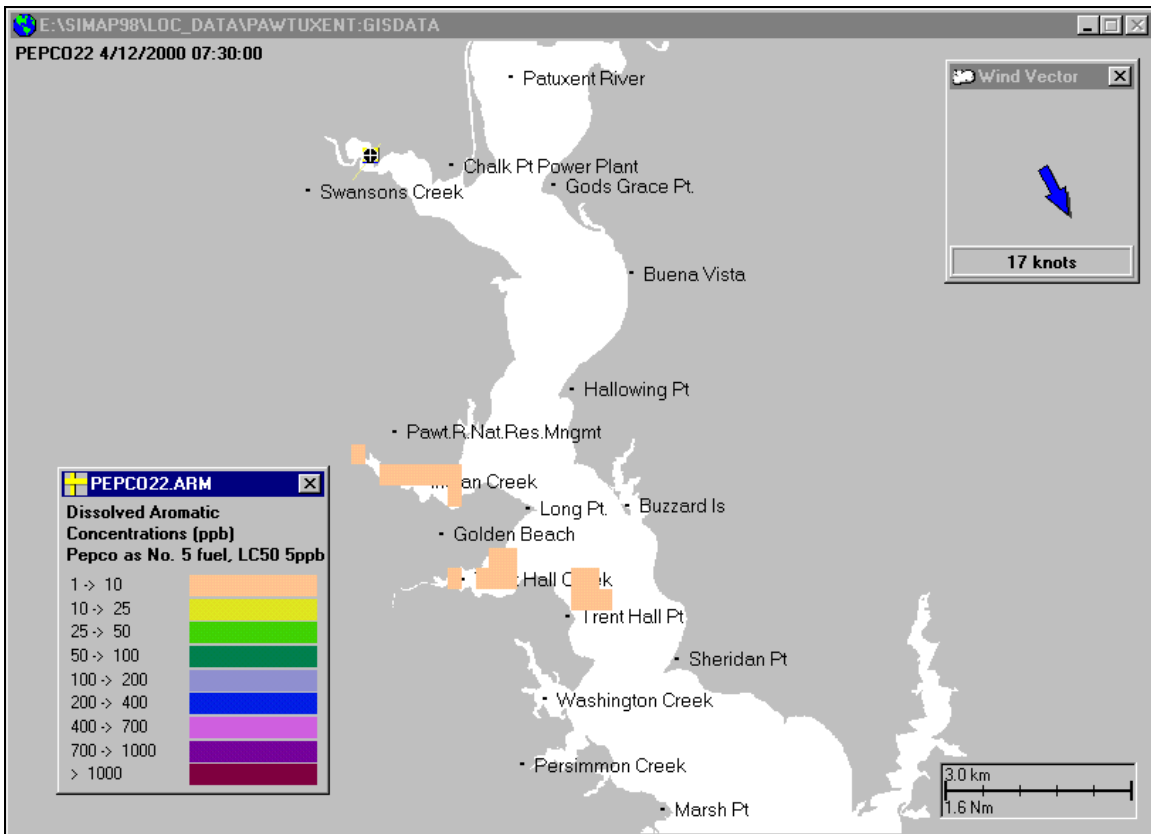 E:\SIMAP98\LOC_DATA\PAWTUXENT:GISDATA
PEPCO22 4/12/2000 07:30:00
Wind Vector
17 knots
Patuxent River
Chalk Pt Power Plant
Swansons Creek
Gods Grace Pt.
Buena Vista
Hallowing Pt
Pawt.R.Nat.Res.Mngmt
Indian Creek
Long Pt.
Buzzard Is
Golden Beach
Trent Hall Creek
Trent Hall Pt
Sheridan Pt
Washington Creek
Persimmon Creek
Marsh Pt
PEPCO22.ARM
Dissolved Aromatic
Concentrations (ppb)
Pepco as No. 5 fuel, LC50 5ppb
1 -> 10
10 -> 25
25 -> 50
50 -> 100
100 -> 200
200 -> 400
400 -> 700
700 -> 1000
> 1000
3.0 km
1.6 Nm